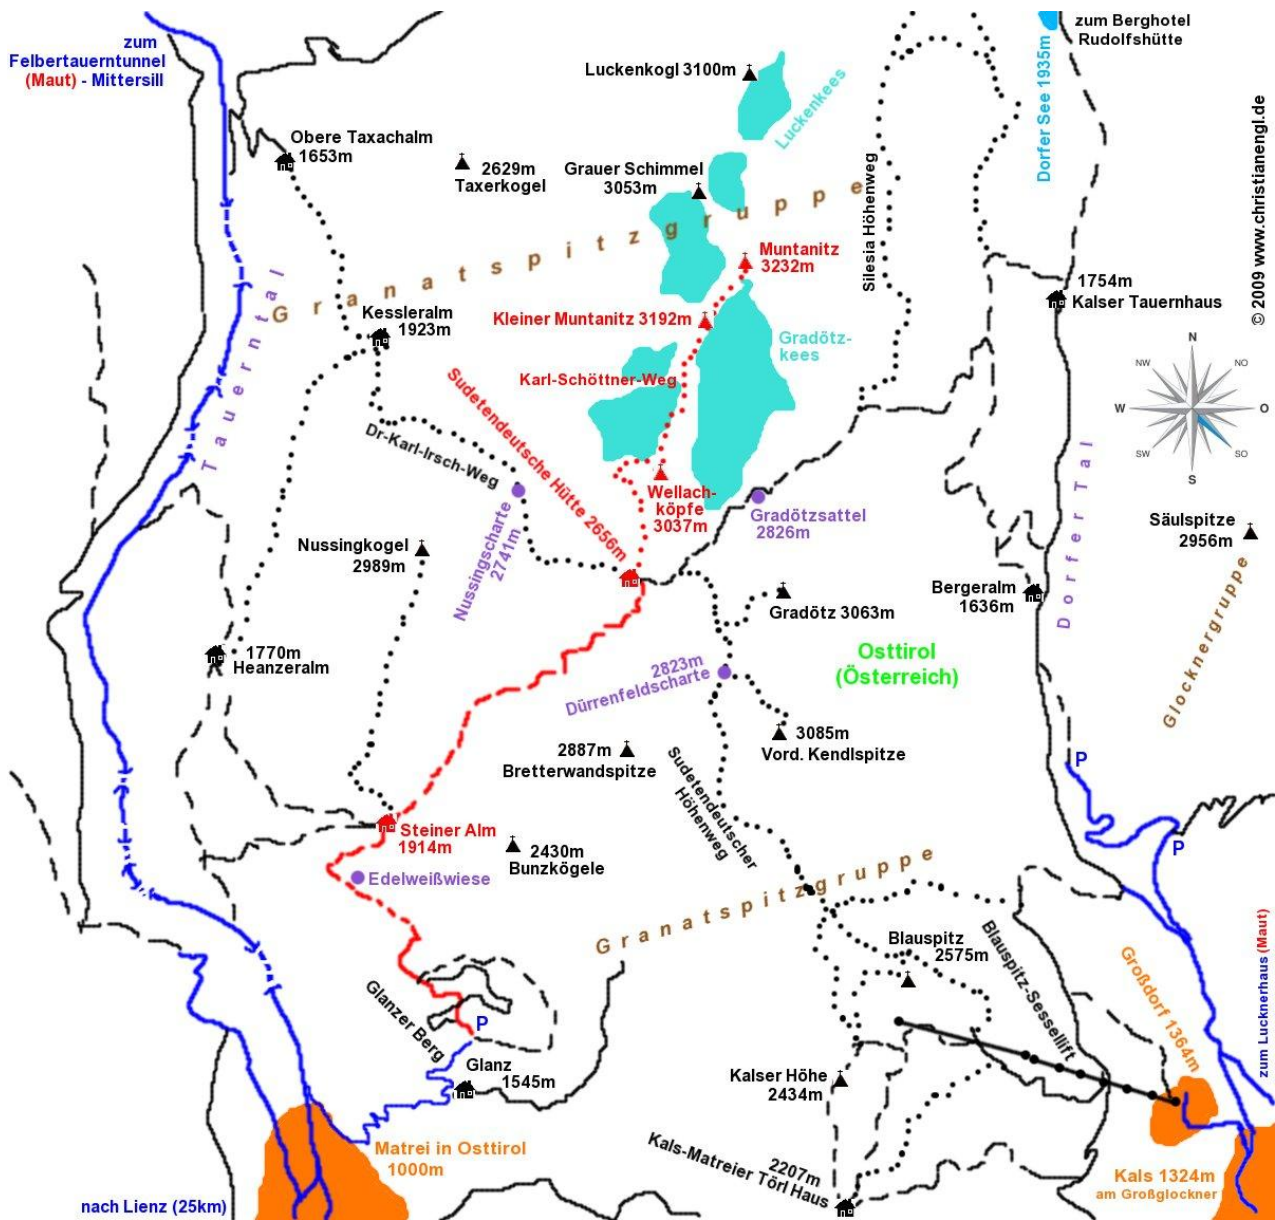 zum
Felbertauerntunnel
(Maut) - Mittersill
zum Berghotel
Rudolfshütte
Dorfer See 1935m
© 2009 www.christianengl.de
Luckenkogl 3100m
Luckenkees
Obere Taxachalm
1653m
2629m
Taxerkogel
Grauer Schimmel
3053m
Granatspitzgruppe
Silesia Höhenweg
Muntanitz
3232m
1754m
Kalser Tauernhaus
Tauerntal
Kessleralm
1923m
Kleiner Muntanitz 3192m
Gradötz-
kees
Karl-Schöttner-Weg
N
NW
NO
W
O
SW
SO
S
Sudetendeutsche Hütte 2656m
Dr-Karl-Irsch-Weg
Nussingscharte
2741m
Wellach-
köpfe
3037m
Gradötzsattel
2826m
Dorfer Tal
Säulspitze
2956m
Nussingkogel
2989m
Bergeralm
1636m
Gradötz 3063m
Glocknergruppe
1770m
Heanzeralm
Osttirol
(Österreich)
2823m
Dürrenfeldscharte
2887m
Bretterwandspitze
3085m
Vord. Kendlspitze
P
Sudetendeutscher
Höhenweg
Steiner Alm
1914m
2430m
Bunzkögele
P
Edelweißwiese
Granatspitzgruppe
Blauspitz
2575m
Blauspitz-Sessellift
Großdorf 1364m
zum Lucknerhaus (Maut)
Glanzer Berg
P
Glanz
1545m
Kalser Höhe
2434m
Matrei in Osttirol
1000m
2207m
Kals-Matreier Törl Haus
Kals 1324m
am Großglockner
nach Lienz (25km)